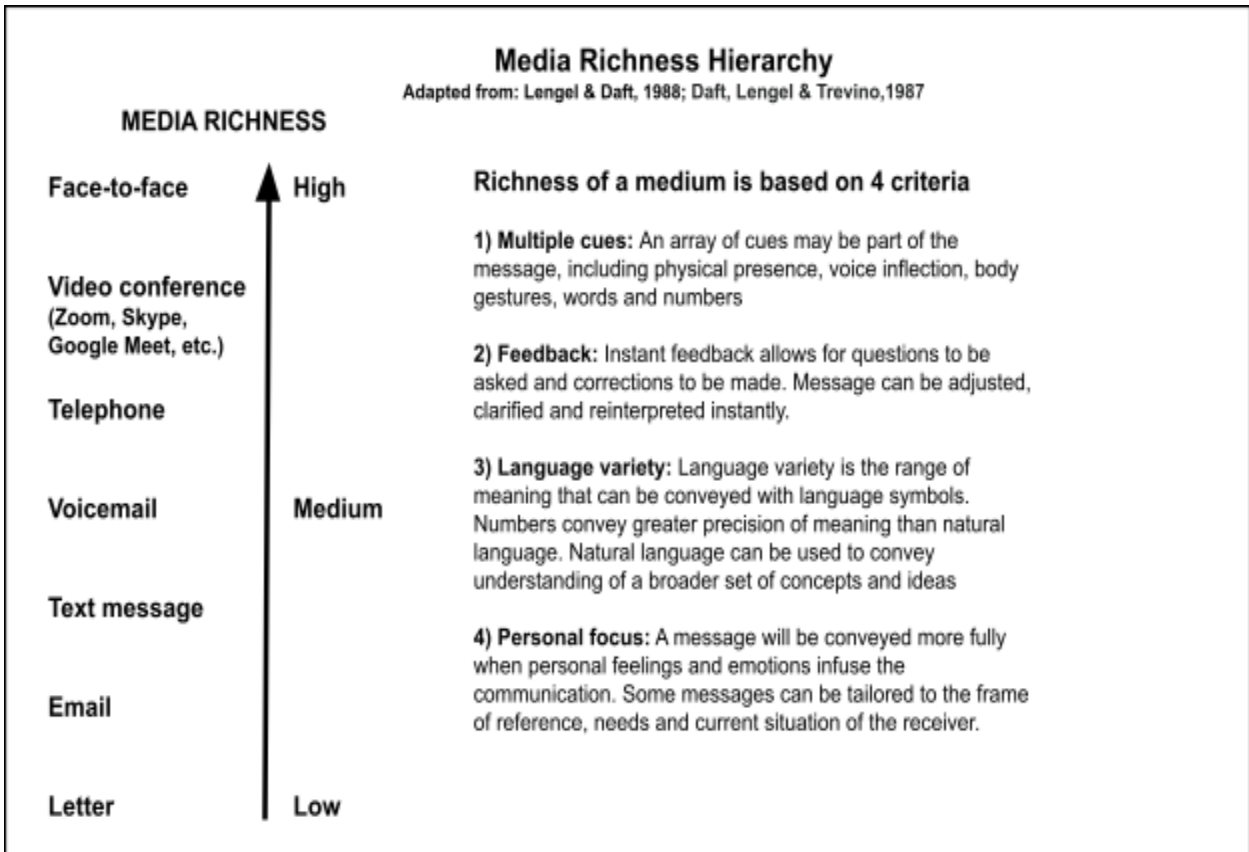 Media Richness Hierarchy
Adapted from: Lengel & Daft, 1988; Daft, Lengel & Trevino,1987
MEDIA RICHNESS
Face-to-face
High
Video conference
(Zoom, Skype,
Google Meet, etc.)
Telephone
Voicemail
Medium
Text message
Email
Letter
Low
Richness of a medium is based on 4 criteria
1) Multiple cues: An array of cues may be part of the
message, including physical presence, voice inflection, body
gestures, words and numbers
2) Feedback: Instant feedback allows for questions to be
asked and corrections to be made. Message can be adjusted,
clarified and reinterpreted instantly.
3) Language variety: Language variety is the range of
meaning that can be conveyed with language symbols.
Numbers convey greater precision of meaning than natural
language. Natural language can be used to convey
understanding of a broader set of concepts and ideas
4) Personal focus: A message will be conveyed more fully
when personal feelings and emotions infuse the
communication. Some messages can be tailored to the frame
of reference, needs and current situation of the receiver.